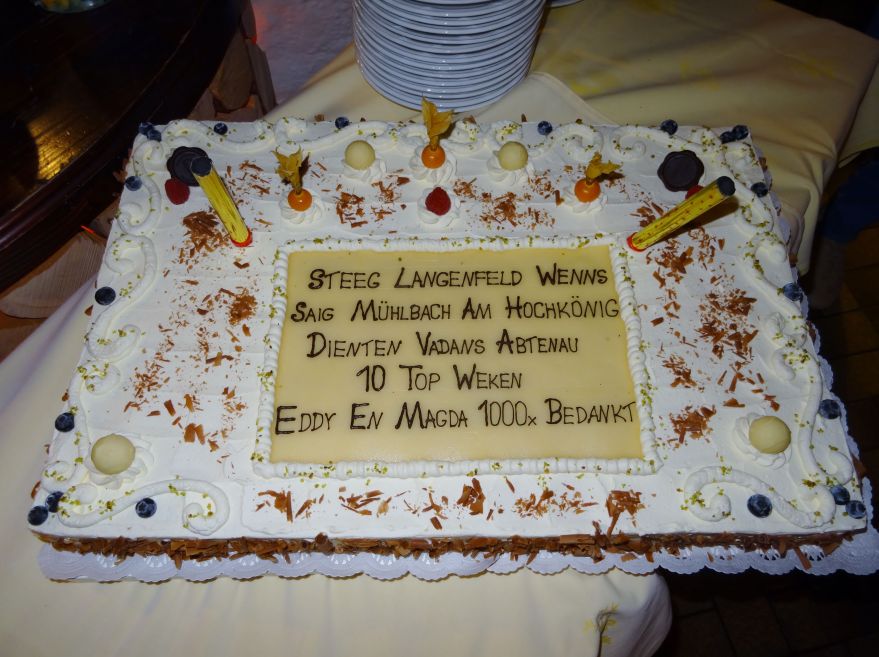 STEEG LANGENFELD WENNS
SAIG MÜHLBACH AM HOCHKÖNIG
DIENTEN VADANS ABTENAU
10 TOP WEKEN
EDDY EN MAGDA 1000x BEDANKT